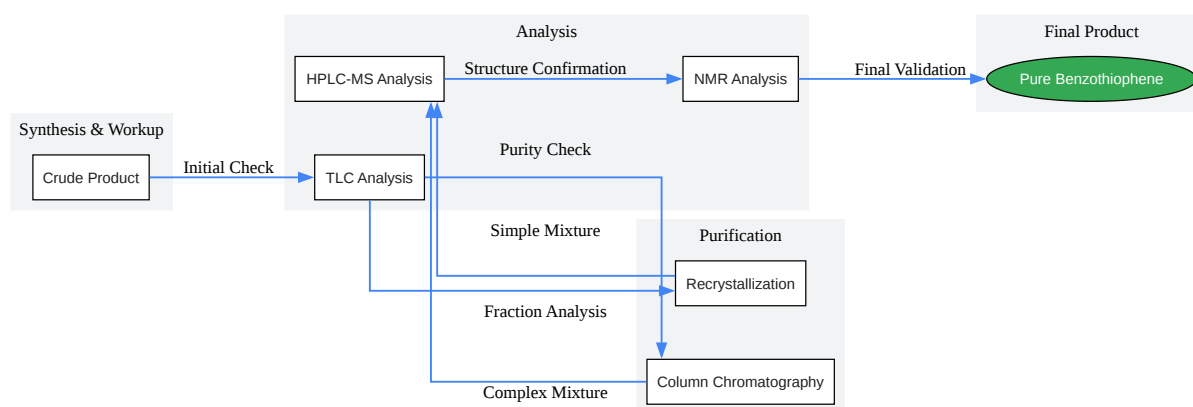 Analysis
Final Product
HPLC-MS Analysis
Structure Confirmation
NMR Analysis
Final Validation
Pure Benzothiophene
Synthesis & Workup
Crude Product
Initial Check
TLC Analysis
Purity Check
Simple Mixture
Purification
Recrystallization
Fraction Analysis
Column Chromatography
Complex Mixture